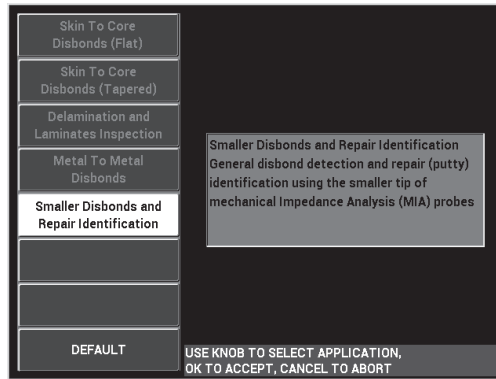 Skin To Core
Disbonds (Flat)
Skin To Core
Disbonds (Tapered)
Delamination and
Laminates Inspection
Metal To Metal
Disbonds
Smaller Disbonds and
Repair Identification
DEFAULT
Smaller Disbonds and Repair Identification
General disbond detection and repair (putty)
identification using the smaller tip of
mechanical Impedance Analysis (MIA) probes
USE KNOB TO SELECT APPLICATION,
OK TO ACCEPT, CANCEL TO ABORT